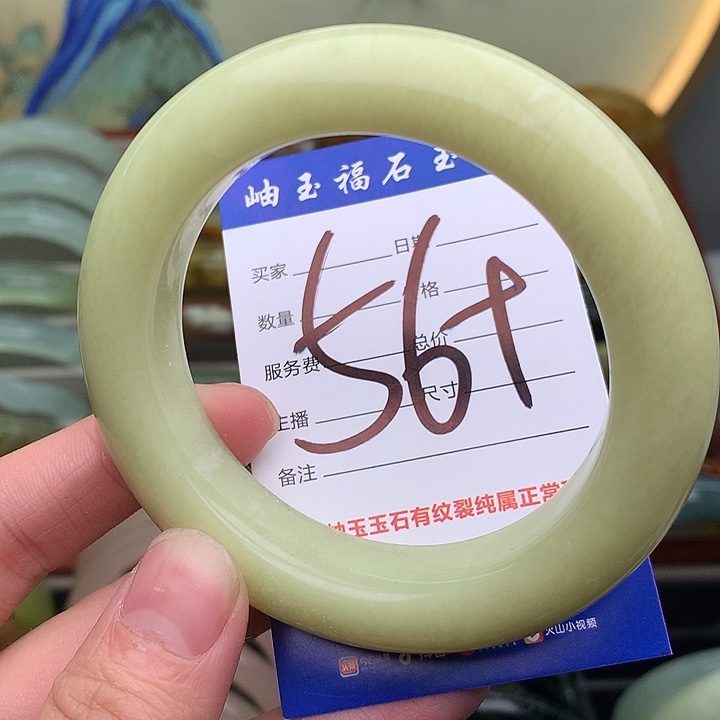 岫玉福石玉
买家 日期
数量 格
服务费 总价
主播 尺寸
备注
56+
岫玉玉石有纹裂纯属正常
火山小视频